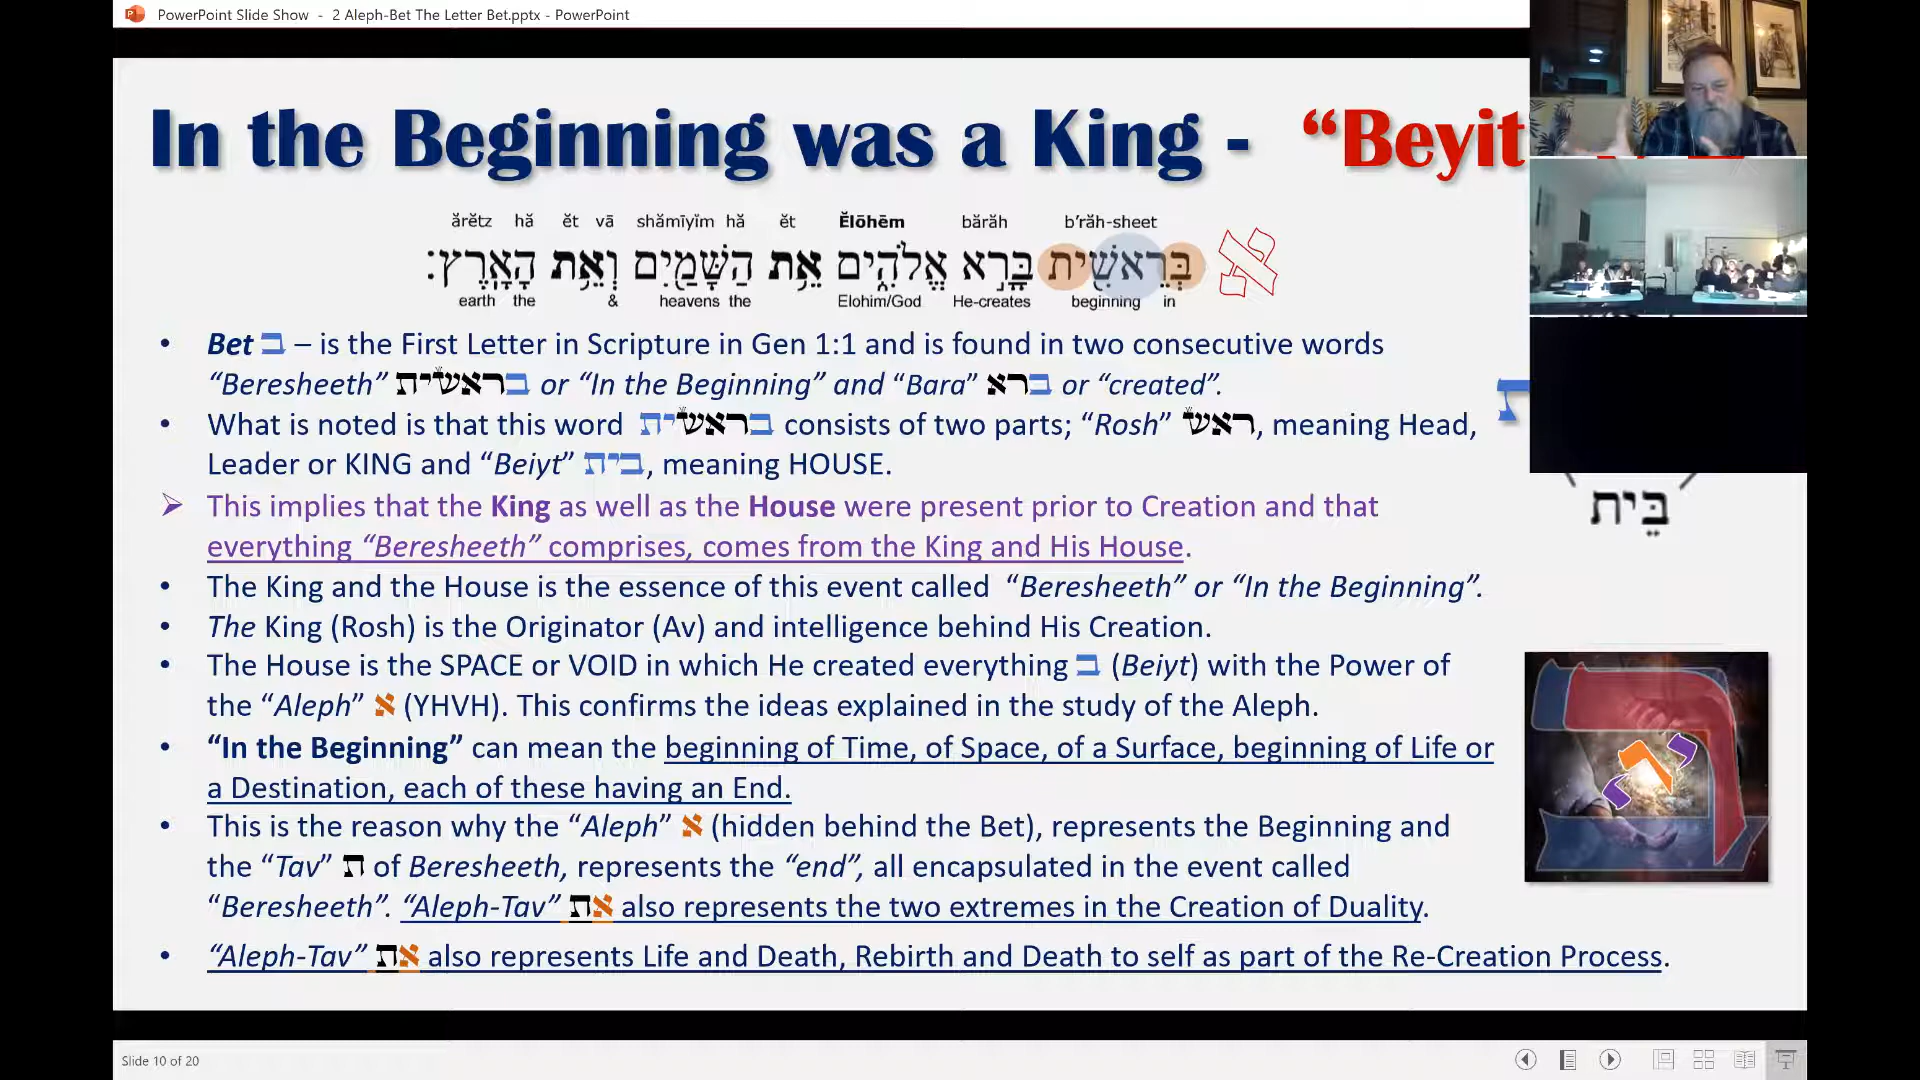 PowerPoint Slide Show - 2 Aleph-Bet The Letter Bet.pptx - PowerPoint
In the Beginning was a King - “Beyit
ărĕtz hă ĕt vā shămīyĭm hă ĕt Ĕlōhēm bărăh b’răh-sheet
א בְּרֵאשִׁ֖ית בָּרָ֣א אֱלֹהִ֑ים אֵ֥ת הַשָּׁמַ֖יִם וְאֵ֥ת הָאָֽרֶץ׃
earth the & heavens the Elohim/God He-creates beginning in
• Bet ב – is the First Letter in Scripture in Gen 1:1 and is found in two consecutive words
“Beresheeth” בראשׁית or “In the Beginning” and “Bara” ברא or “created”.
• What is noted is that this word בראשׁית consists of two parts; “Rosh” ראשׁ, meaning Head,
Leader or KING and “Beiyt” בית, meaning HOUSE.
ת
בֵּית
➢ This implies that the King as well as the House were present prior to Creation and that
everything “Beresheeth” comprises, comes from the King and His House.
• The King and the House is the essence of this event called “Beresheeth” or “In the Beginning”.
• The King (Rosh) is the Originator (Av) and intelligence behind His Creation.
• The House is the SPACE or VOID in which He created everything ב (Beiyt) with the Power of
the “Aleph” א (YHVH). This confirms the ideas explained in the study of the Aleph.
• “In the Beginning” can mean the beginning of Time, of Space, of a Surface, beginning of Life or
a Destination, each of these having an End.
• This is the reason why the “Aleph” א (hidden behind the Bet), represents the Beginning and
the “Tav” ת of Beresheeth, represents the “end”, all encapsulated in the event called
“Beresheeth”. “Aleph-Tav” את also represents the two extremes in the Creation of Duality.
• “Aleph-Tav” את also represents Life and Death, Rebirth and Death to self as part of the Re-Creation Process.
Slide 10 of 20